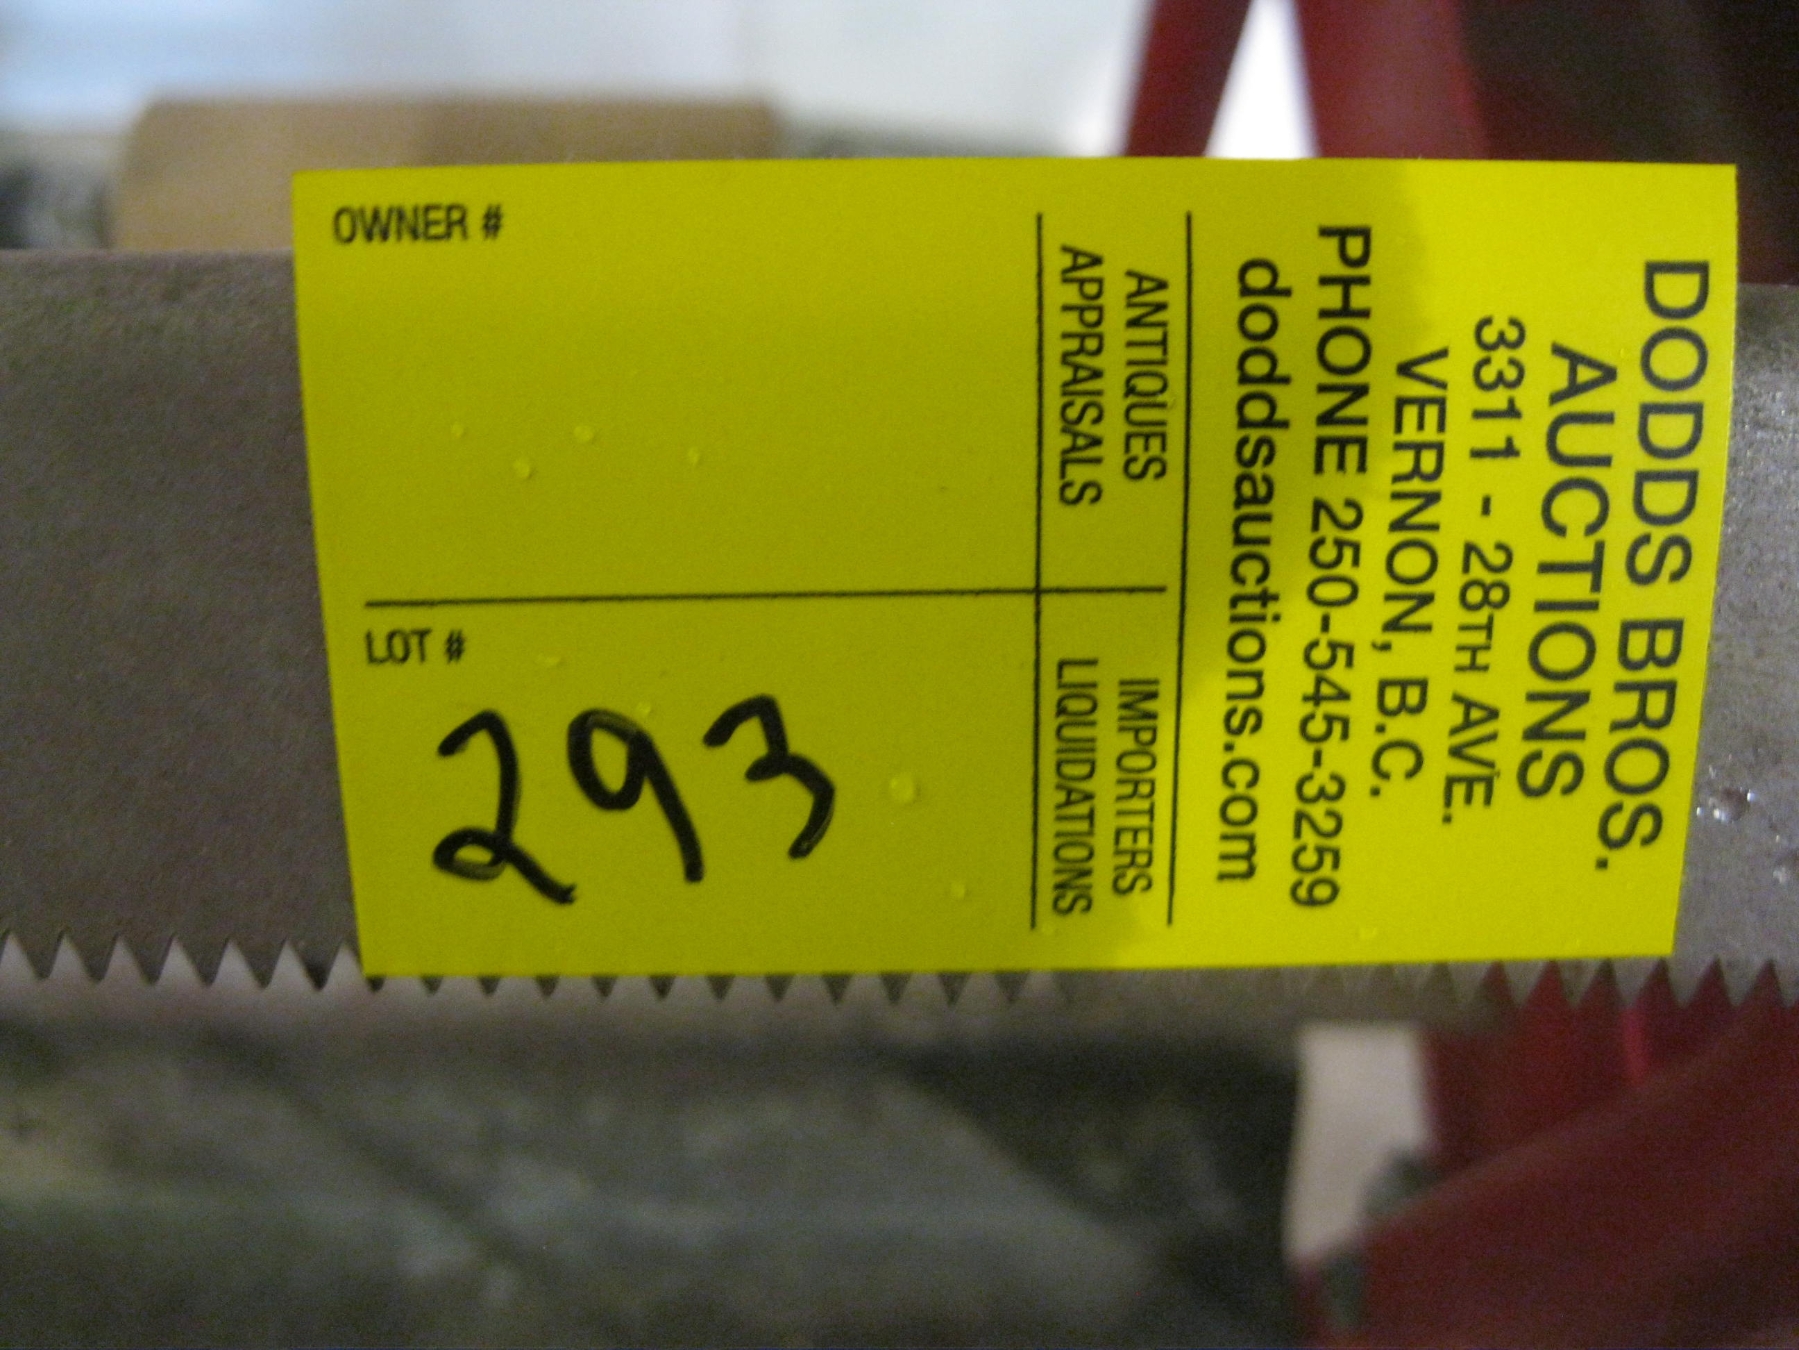 DODDS BROS.
AUCTIONS
3311 - 28TH AVE.
VERNON, B.C.
PHONE 250-545-3259
doddsauctions.com
ANTIQUES
APPRAISALS
IMPORTERS
LIQUIDATIONS
OWNER #
LOT #
293